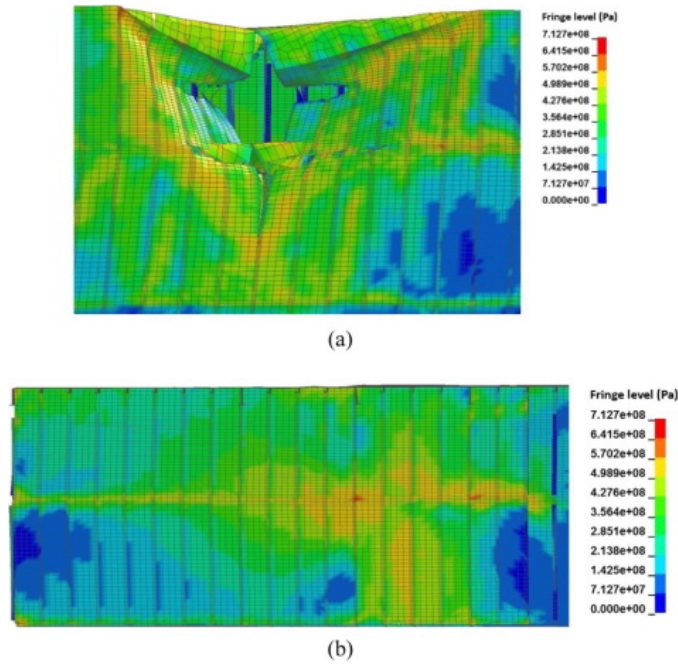 Fringe level (Pa)
7.127e+08
6.415e+08
5.702e+08
4.989e+08
4.276e+08
3.564e+08
2.851e+08
2.138e+08
1.425e+08
7.127e+07
0.000e+00
(a)
Fringe level (Pa)
7.127e+08
6.415e+08
5.702e+08
4.989e+08
4.276e+08
3.564e+08
2.851e+08
2.138e+08
1.425e+08
7.127e+07
0.000e+00
(b)